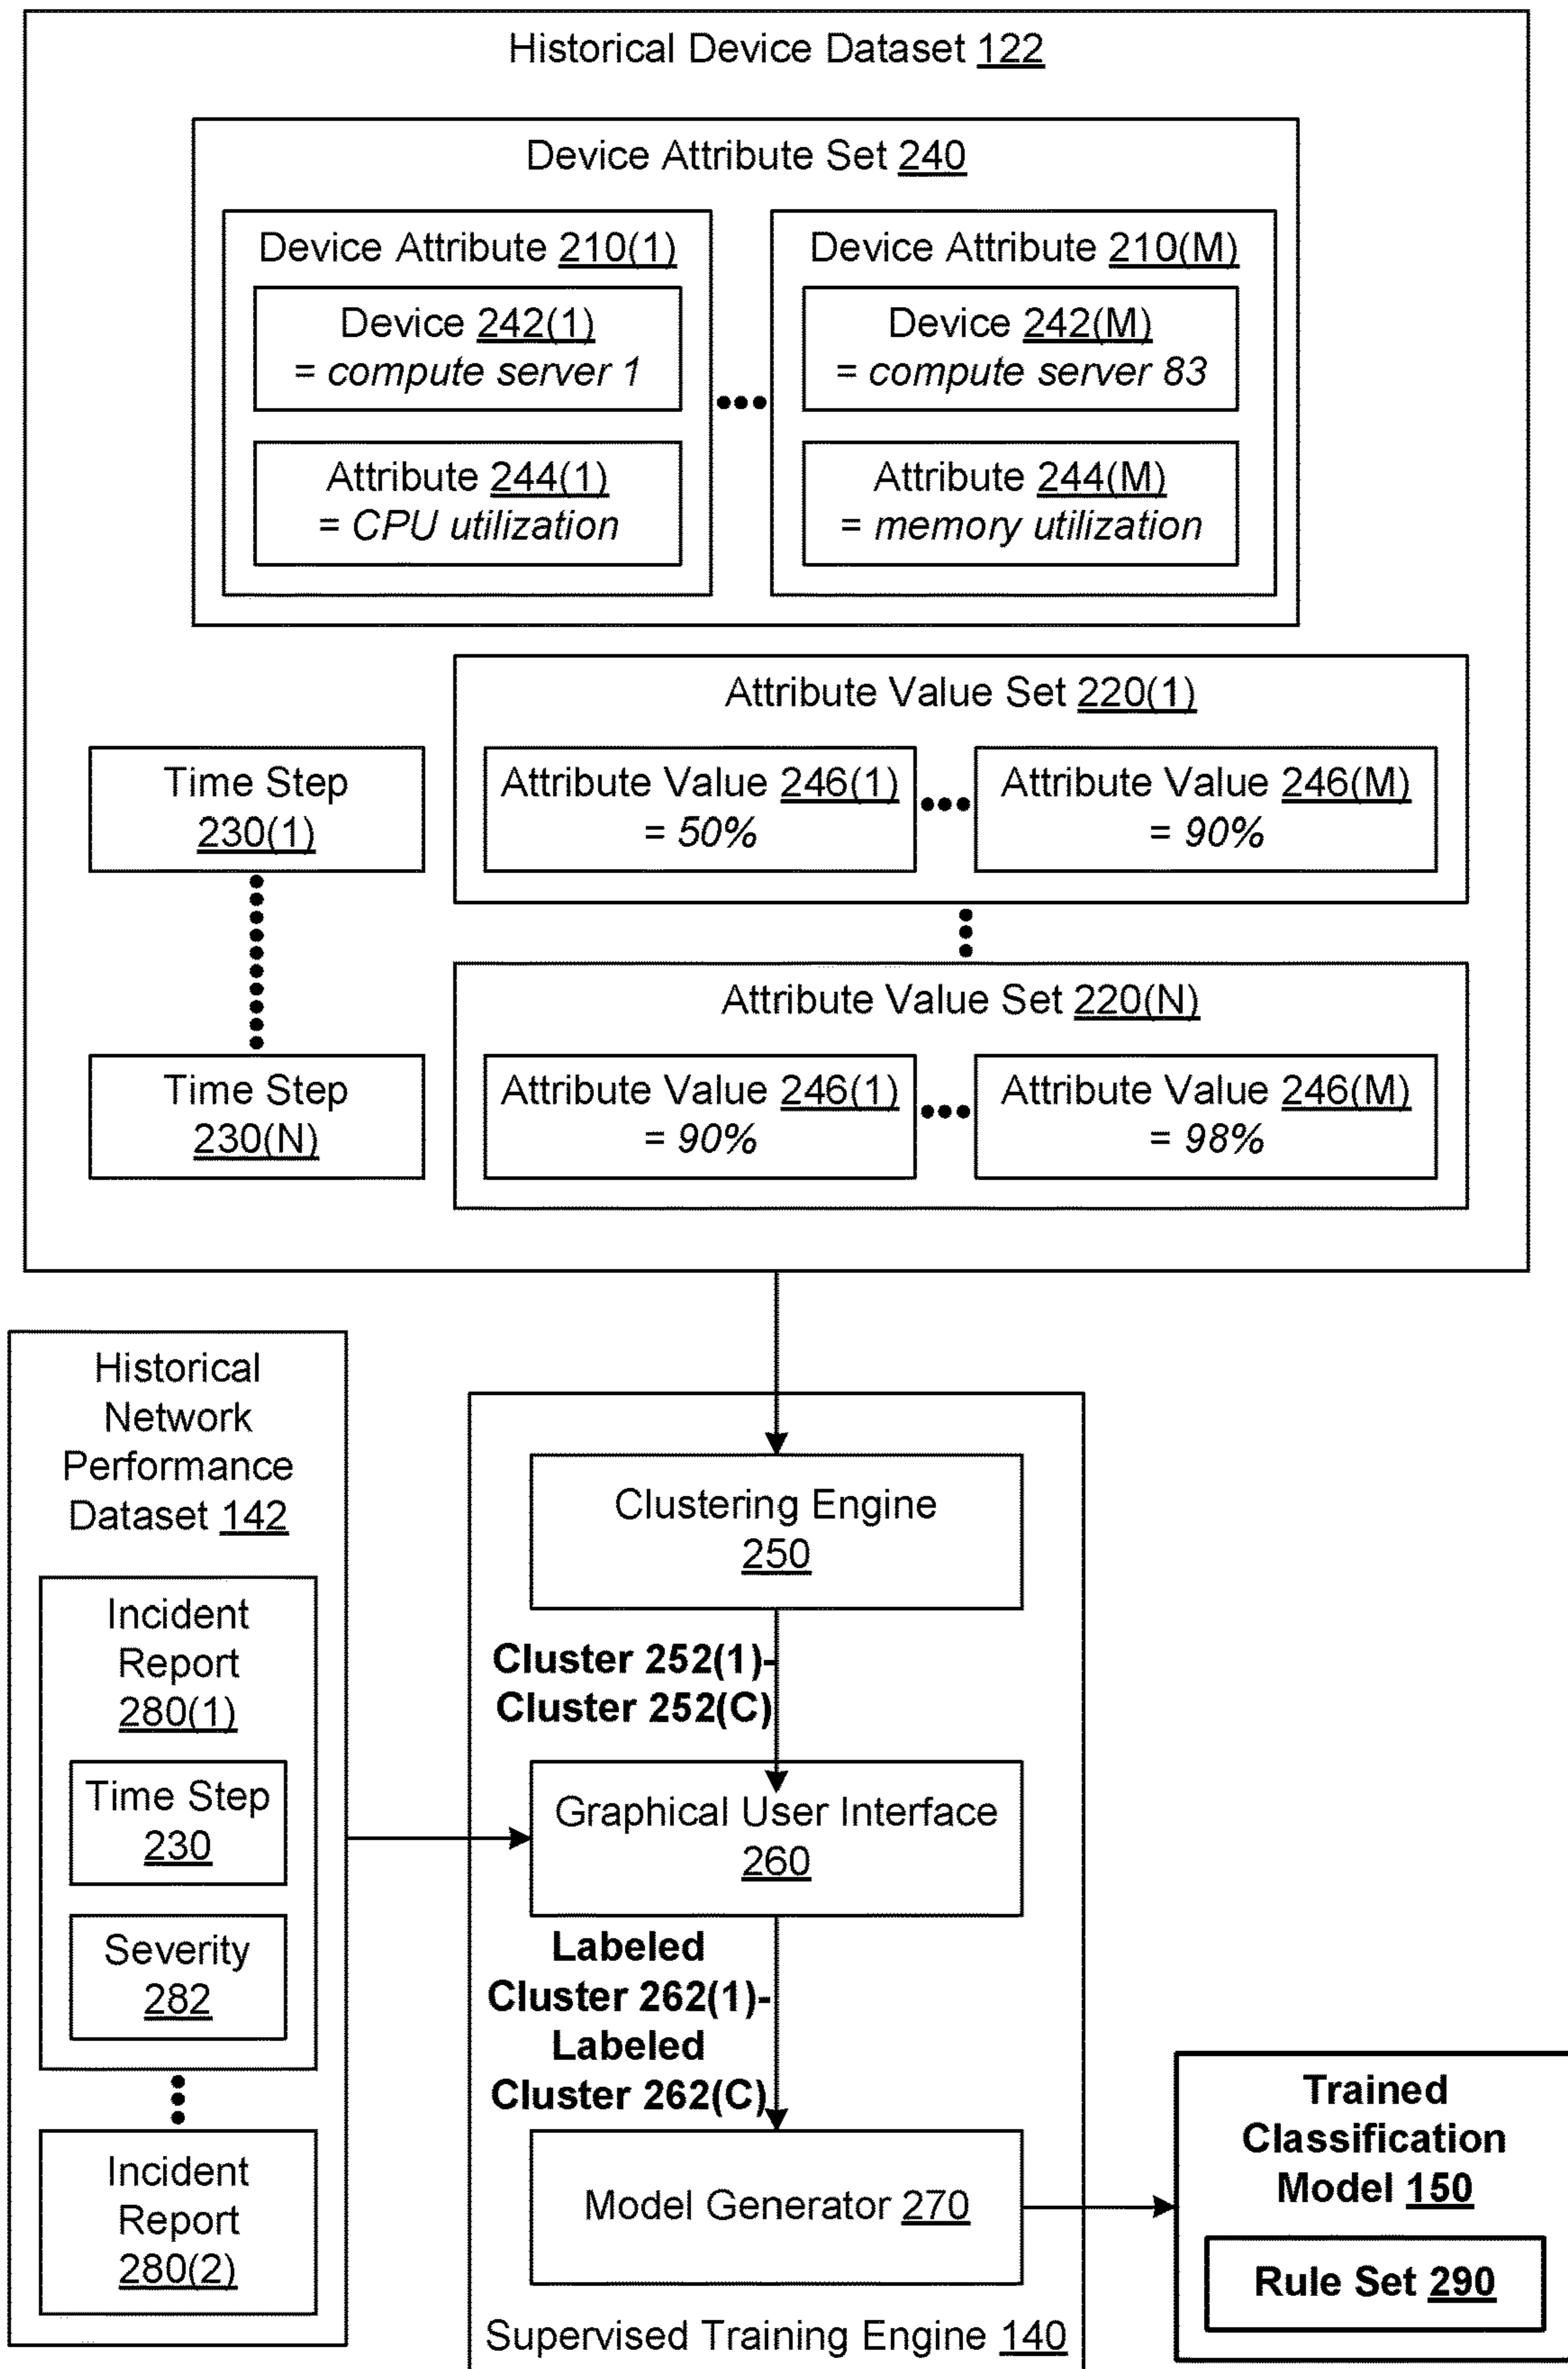 Historical Device Dataset 122
Device Attribute Set 240
Device Attribute 210(1)
Device 242(1)
= compute server 1
Attribute 244(1)
= CPU utilization
Device Attribute 210(M)
Device 242(M)
= compute server 83
Attribute 244(M)
= memory utilization
Time Step
230(1)
Attribute Value Set 220(1)
Attribute Value 246(1)
= 50%
Attribute Value 246(M)
= 90%
Time Step
230(N)
Attribute Value Set 220(N)
Attribute Value 246(1)
= 90%
Attribute Value 246(M)
= 98%
Historical
Network
Performance
Dataset 142
Incident
Report
280(1)
Time Step
230
Severity
282
Incident
Report
280(2)
Clustering Engine
250
Cluster 252(1)-
Cluster 252(C)
Graphical User Interface
260
Labeled
Cluster 262(1)-
Labeled
Cluster 262(C)
Model Generator 270
Supervised Training Engine 140
Trained
Classification
Model 150
Rule Set 290